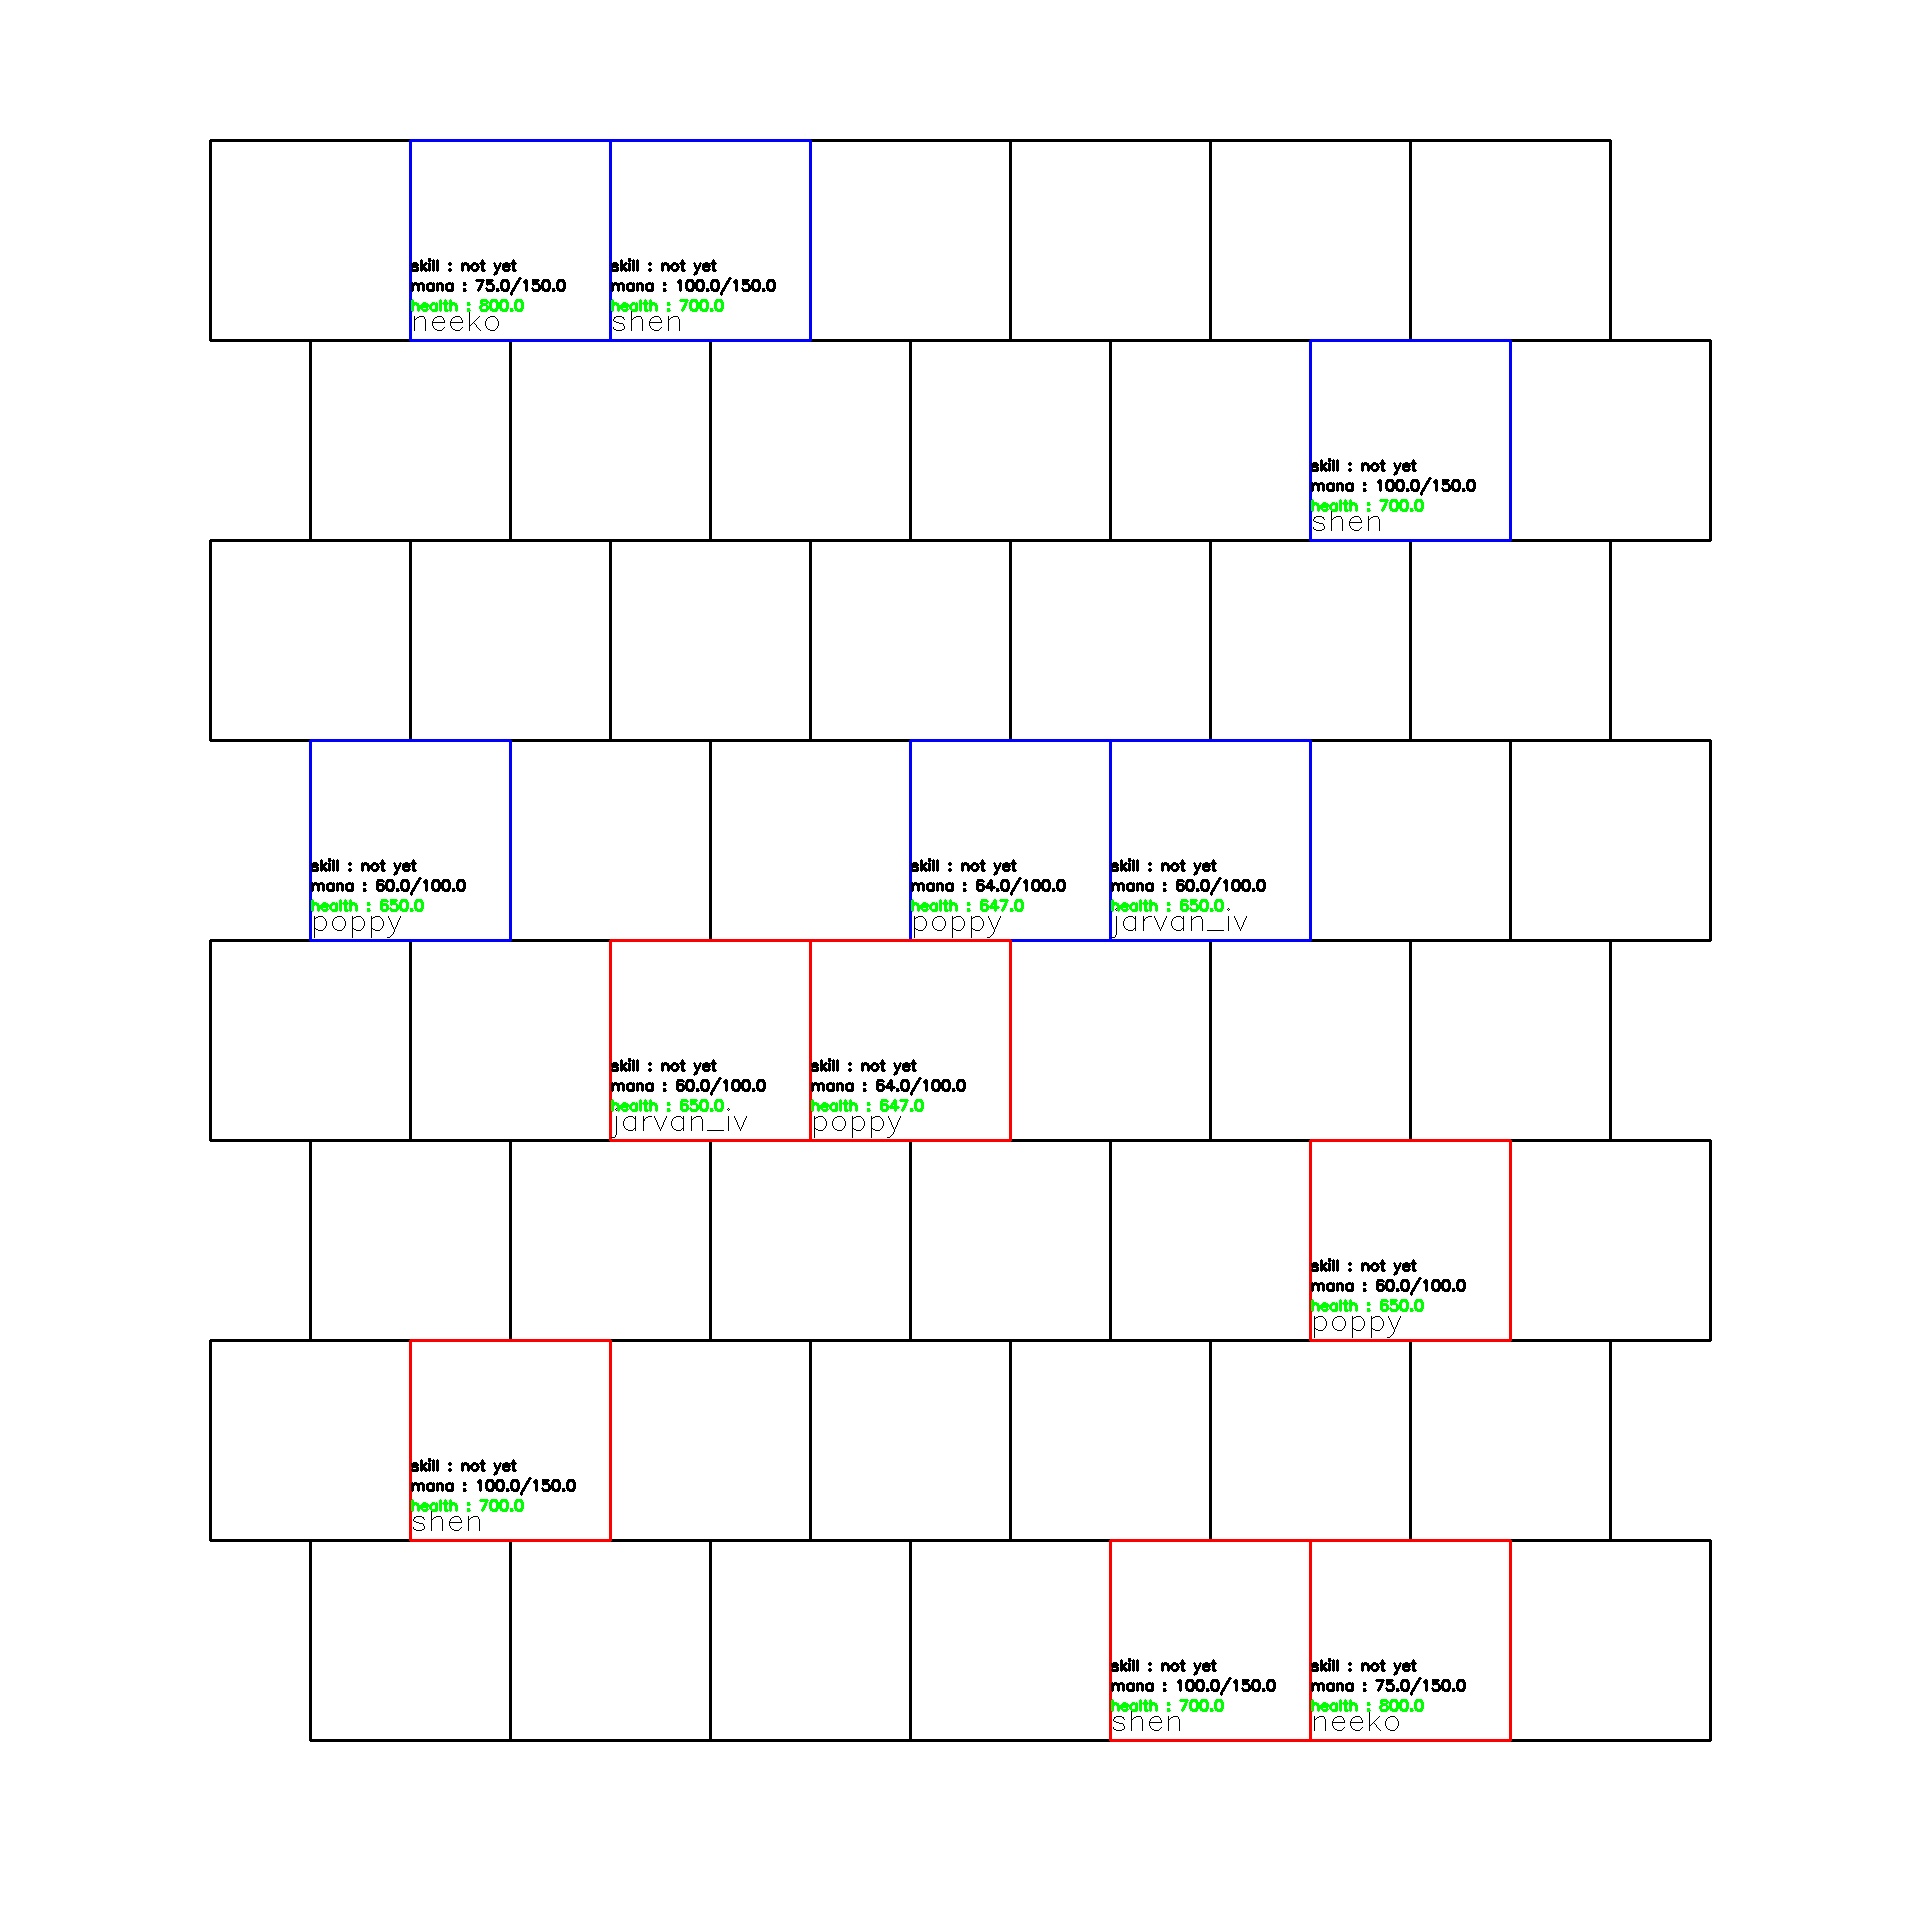 skill : not yet
mana : 75.0/150.0
health : 800.0
neeko
skill : not yet
mana : 100.0/150.0
health : 700.0
shen
skill : not yet
mana : 100.0/150.0
health : 700.0
shen
skill : not yet
mana : 60.0/100.0
health : 650.0
poppy
skill : not yet
mana : 64.0/100.0
health : 647.0
poppy
skill : not yet
mana : 60.0/100.0
health : 650.0
jarvan_iv
skill : not yet
mana : 60.0/100.0
health : 650.0
jarvan_iv
skill : not yet
mana : 64.0/100.0
health : 647.0
poppy
skill : not yet
mana : 60.0/100.0
health : 650.0
poppy
skill : not yet
mana : 100.0/150.0
health : 700.0
shen
skill : not yet
mana : 100.0/150.0
health : 700.0
shen
skill : not yet
mana : 75.0/150.0
health : 800.0
neeko